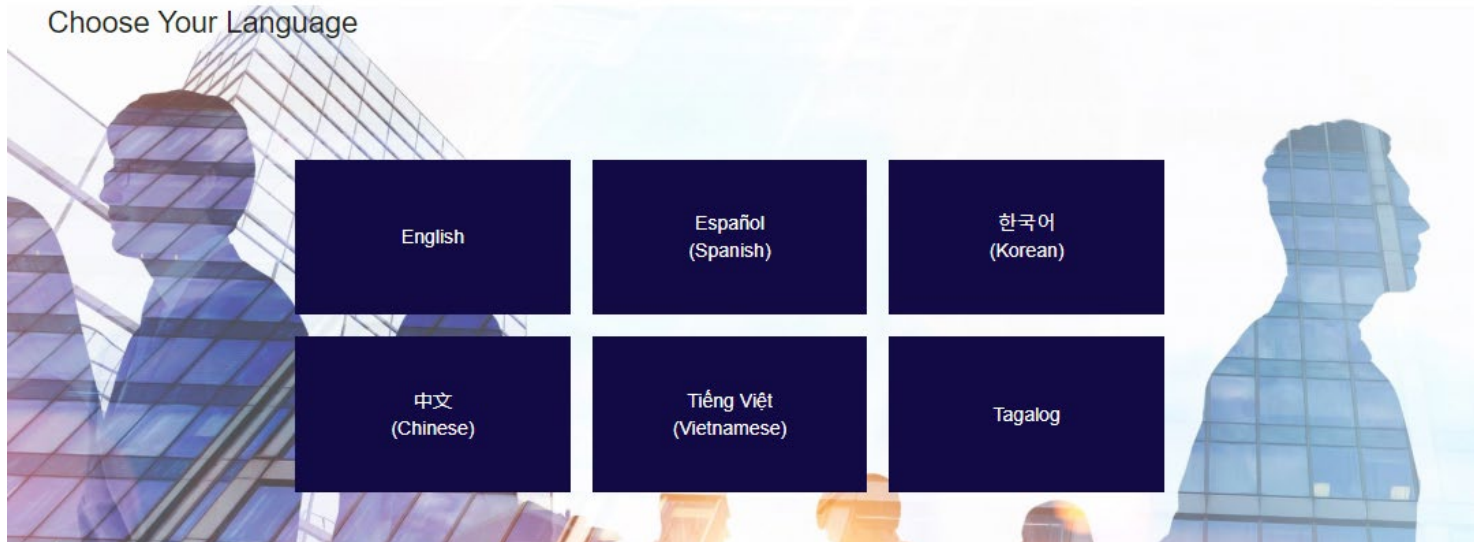 Choose Your Language
English
Español
(Spanish)
한국어
(Korean)
中文
(Chinese)
Tiếng Việt
(Vietnamese)
Tagalog